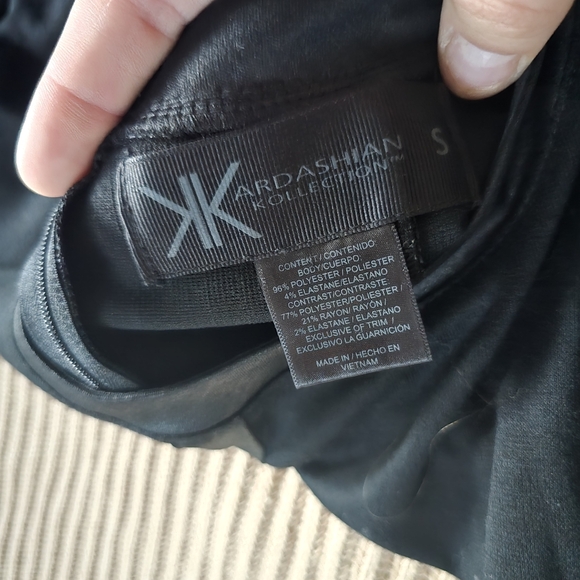 KARDASHIAN
KOLLECTION™
S
CONTENT / CONTENIDO:
BODY/CUERPO:
96% POLYESTER / POLIESTER
4% ELASTANE/ELASTANO
CONTRAST/CONTRASTE
77% POLYESTER/POLIESTER/
21% RAYON/ RAYÓN /
2% ELASTANE / ELASTANO
EXCLUSIVE OF TRIM /
EXCLUSIVO LA GUARNICIÓN
MADE IN / HECHO EN
VIETNAM